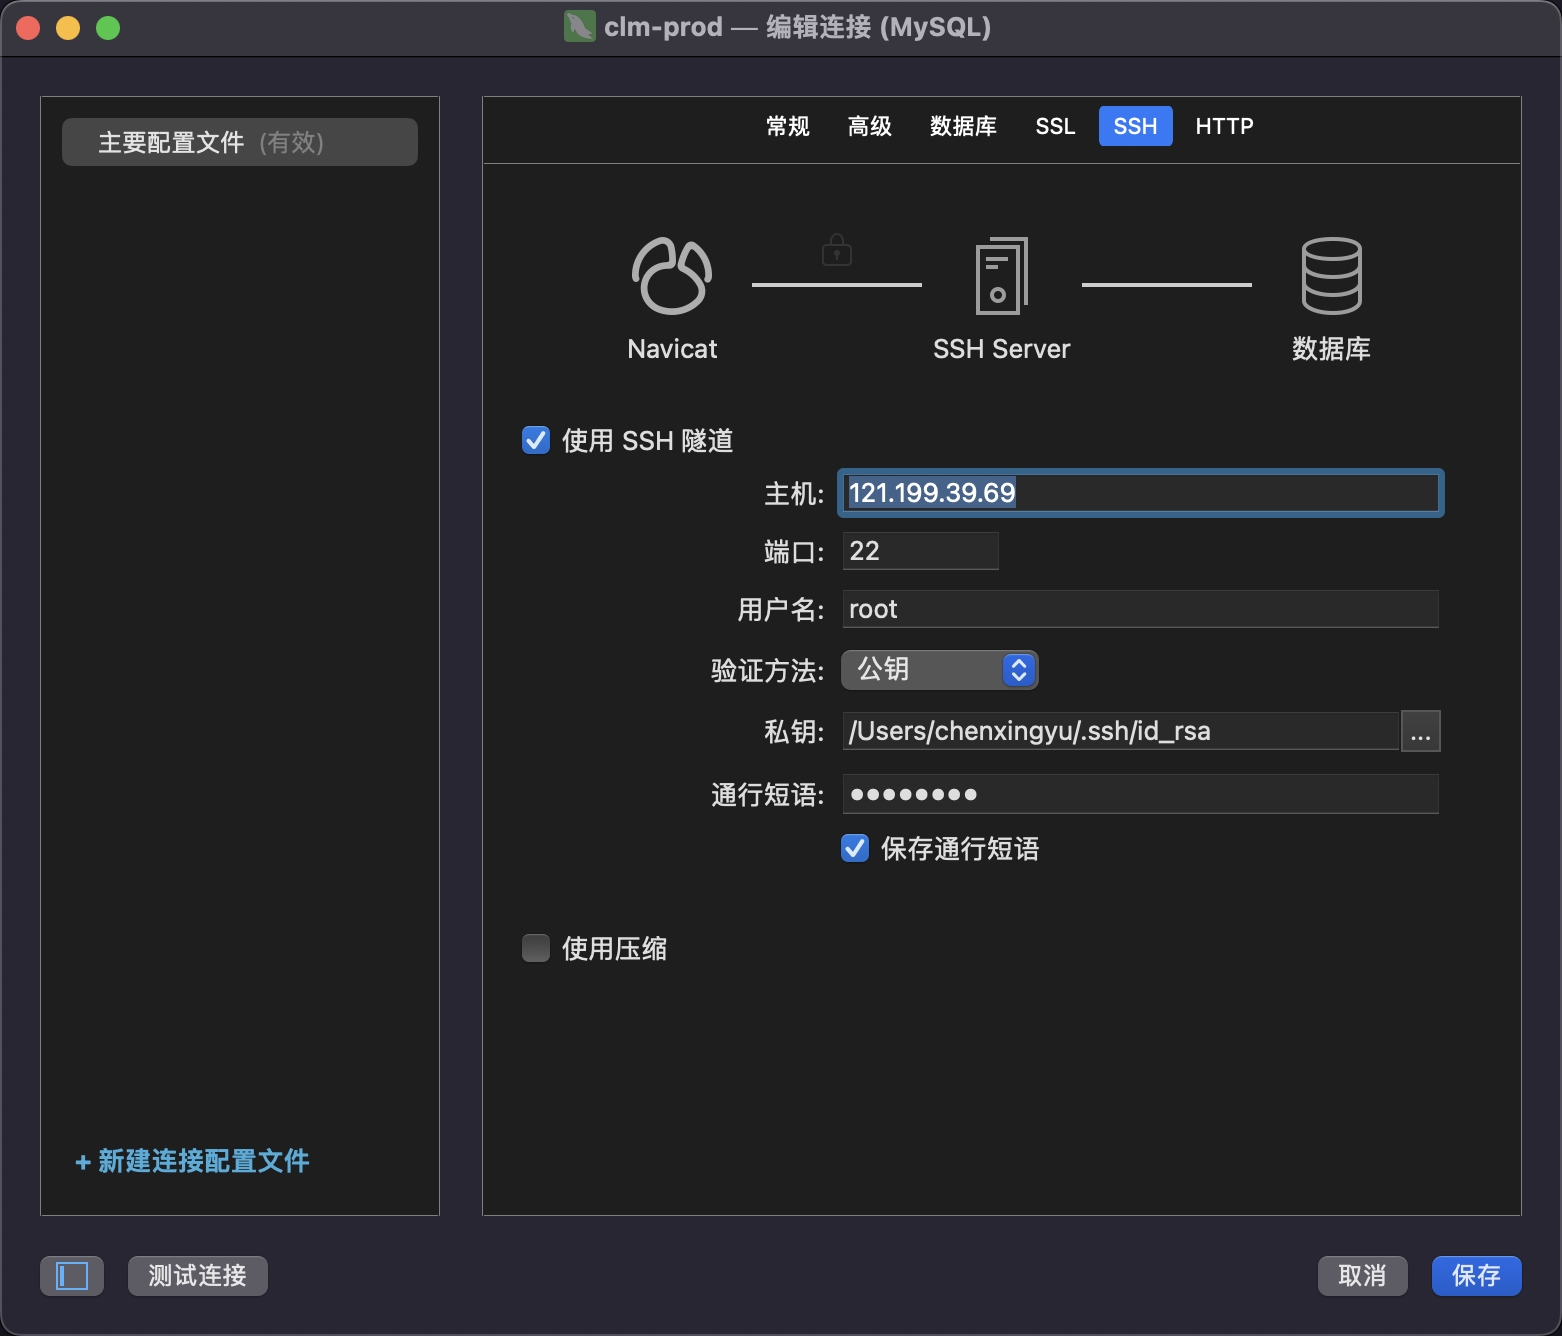 clm-prod — 编辑连接 (MySQL)
主要配置文件 (有效)
常规 高级 数据库 SSL SSH HTTP
Navicat
SSH Server
数据库
使用 SSH 隧道
主机: 121.199.39.69
端口: 22
用户名: root
验证方法: 公钥
私钥: /Users/chenxingyu/.ssh/id_rsa ...
通行短语: ••••••••
保存通行短语
使用压缩
+ 新建连接配置文件
测试连接
取消 保存